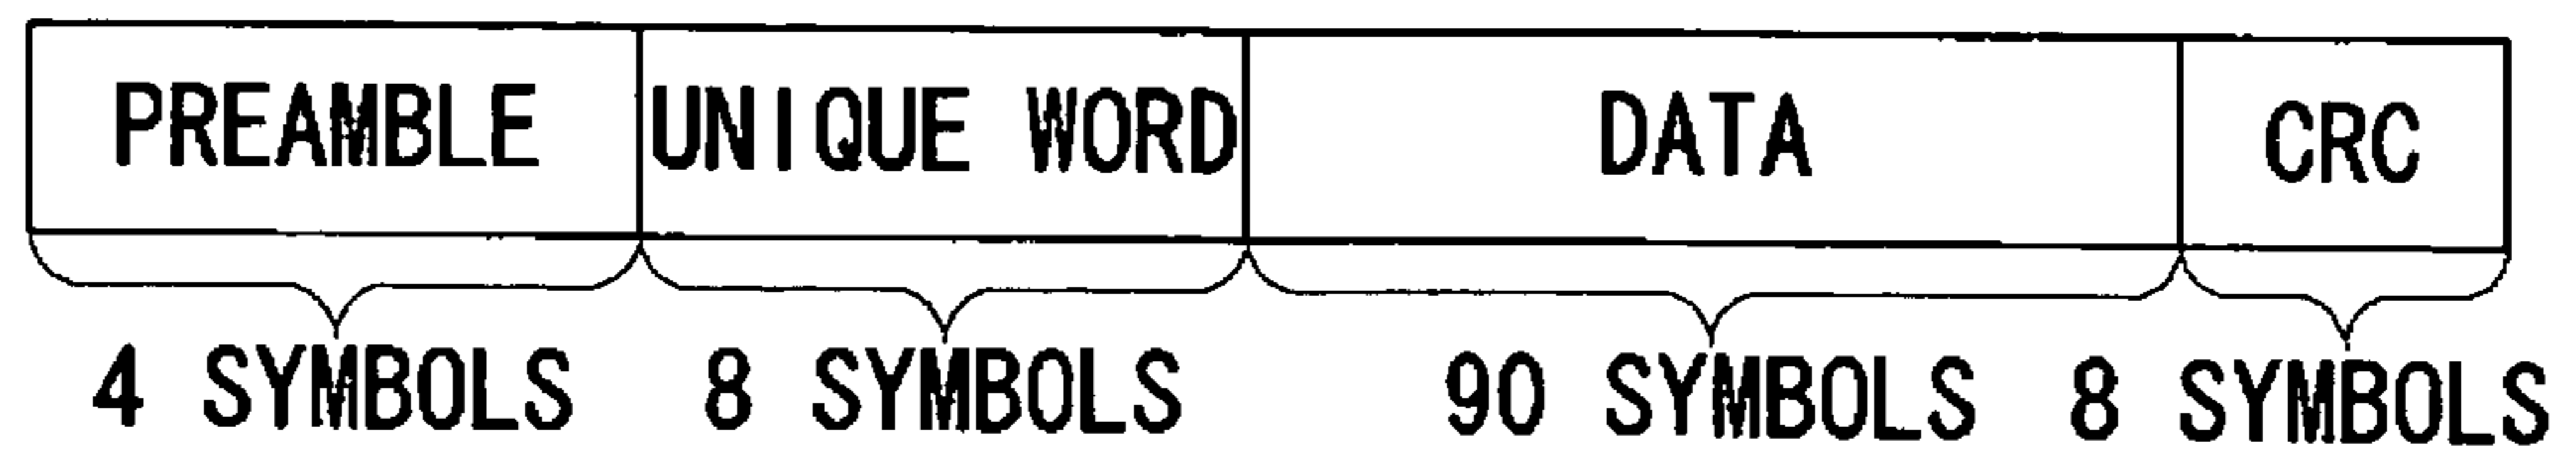 PREAMBLE UNIQUE WORD DATA CRC
4 SYMBOLS 8 SYMBOLS 90 SYMBOLS 8 SYMBOLS